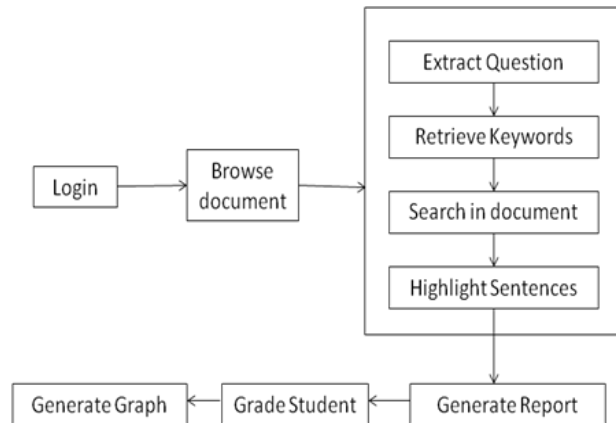 Extract Question
Retrieve Keywords
Login
Browse
document
Search in document
Highlight Sentences
Generate Graph
Grade Student
Generate Report